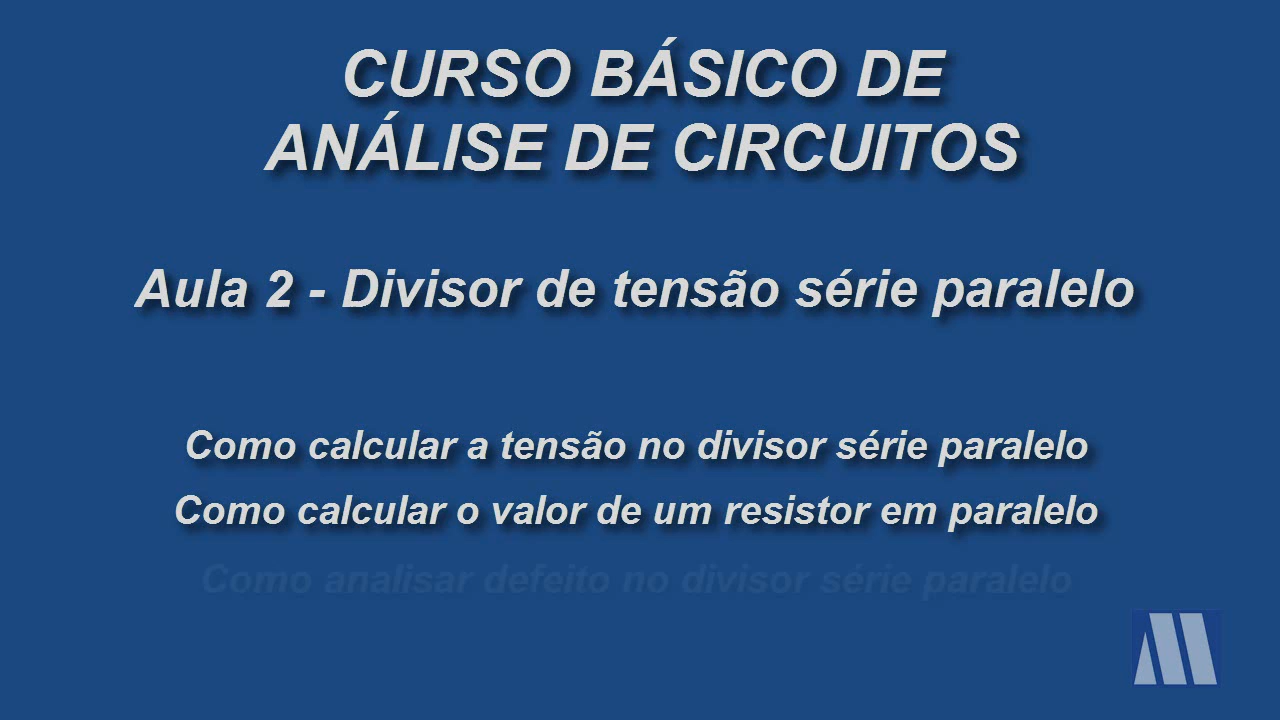 CURSO BÁSICO DE
ANÁLISE DE CIRCUITOS
Aula 2 - Divisor de tensão série paralelo
Como calcular a tensão no divisor série paralelo
Como calcular o valor de um resistor em paralelo
Como analisar defeito no divisor série paralelo